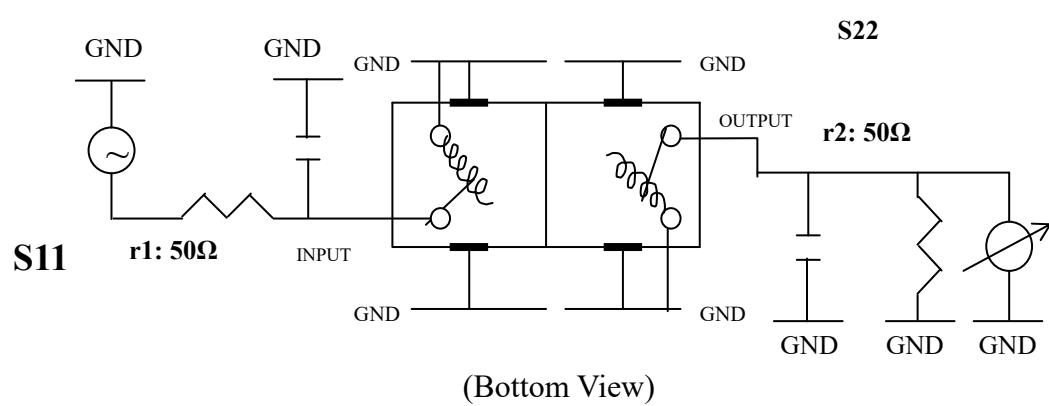 S22
GND
GND
GND
GND
OUTPUT
r2: 50Ω
S11
r1: 50Ω
INPUT
GND
GND
GND
GND
GND
(Bottom View)